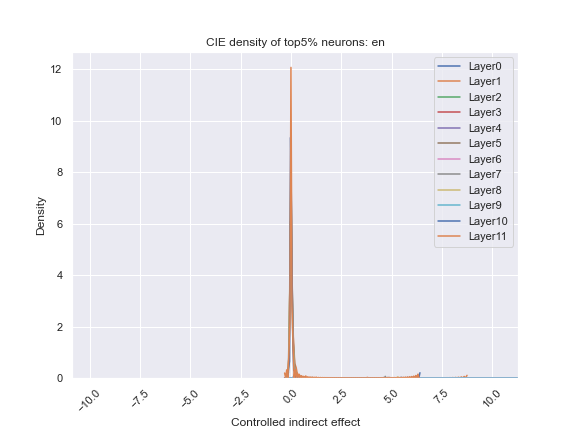 CIE density of top5% neurons: en
Layer0
Layer1
Layer2
Layer3
Layer4
Layer5
Layer6
Layer7
Layer8
Layer9
Layer10
Layer11
12
10
8
6
4
2
0
Density
−10.0 −7.5 −5.0 −2.5 0.0 2.5 5.0 7.5 10.0
Controlled indirect effect